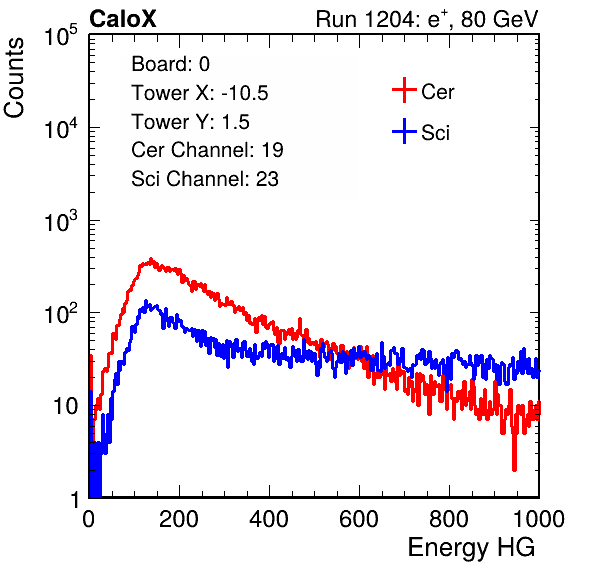 CaloX Run 1204: e⁺, 80 GeV
Counts
10⁵
10⁴
10³
10²
10
1
Board: 0
Tower X: -10.5
Tower Y: 1.5
Cer Channel: 19
Sci Channel: 23
Cer
Sci
0 200 400 600 800 1000
Energy HG